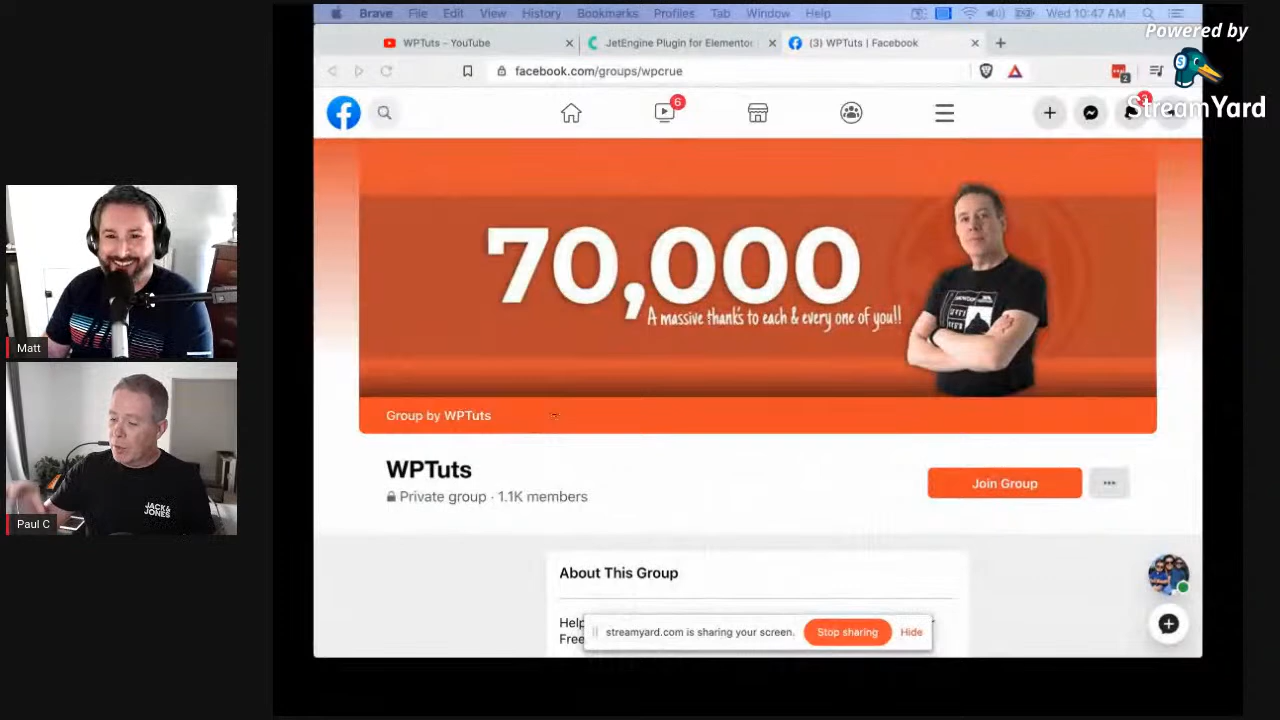 Brave File Edit View History Bookmarks Profiles Tab Window Help Wed 10:47 AM
Powered by
StreamYard
WPTuts - YouTube
JetEngine Plugin for Elementor
(3) WPTuts | Facebook
facebook.com/groups/wpcrue
2
6
70,000
A massive thanks to each & every one of you!!
Group by WPTuts
WPTuts
Private group · 1.1K members
Join Group
Matt
JACK&
JONES
Paul C
About This Group
Help
Free
streamyard.com is sharing your screen.
Stop sharing
Hide